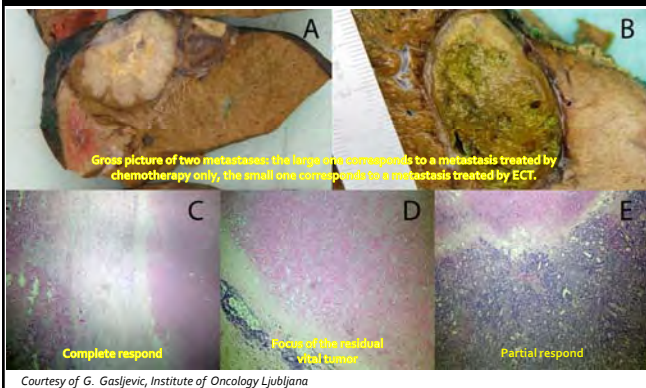 A
B
Gross picture of two metastases: the large one corresponds to a metastasis treated by
chemotherapy only, the small one corresponds to a metastasis treated by ECT.
C
D
E
Complete respond
Focus of the residual
vital tumor
Partial respond
Courtesy of G. Gasljevic, Institute of Oncology Ljubljana